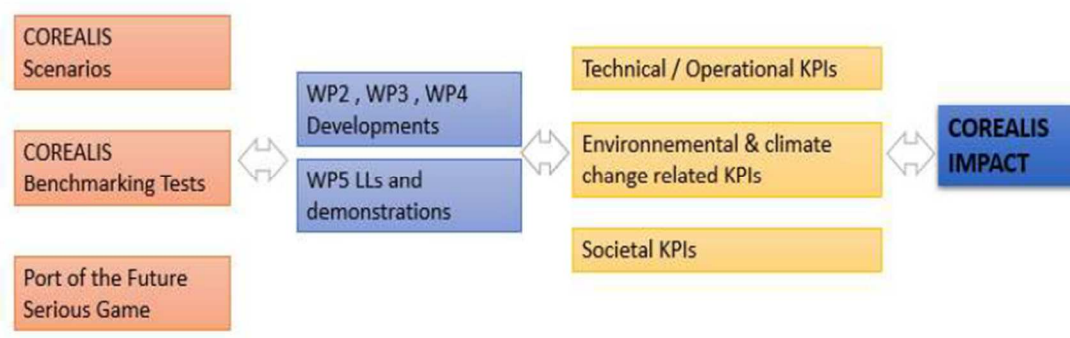 COREALIS
Scenarios
COREALIS
Benchmarking Tests
Port of the Future
Serious Game
WP2 , WP3 , WP4
Developments
WP5 LLs and
demonstrations
Technical / Operational KPIs
Environnemental & climate
change related KPIs
Societal KPIs
COREALIS
IMPACT